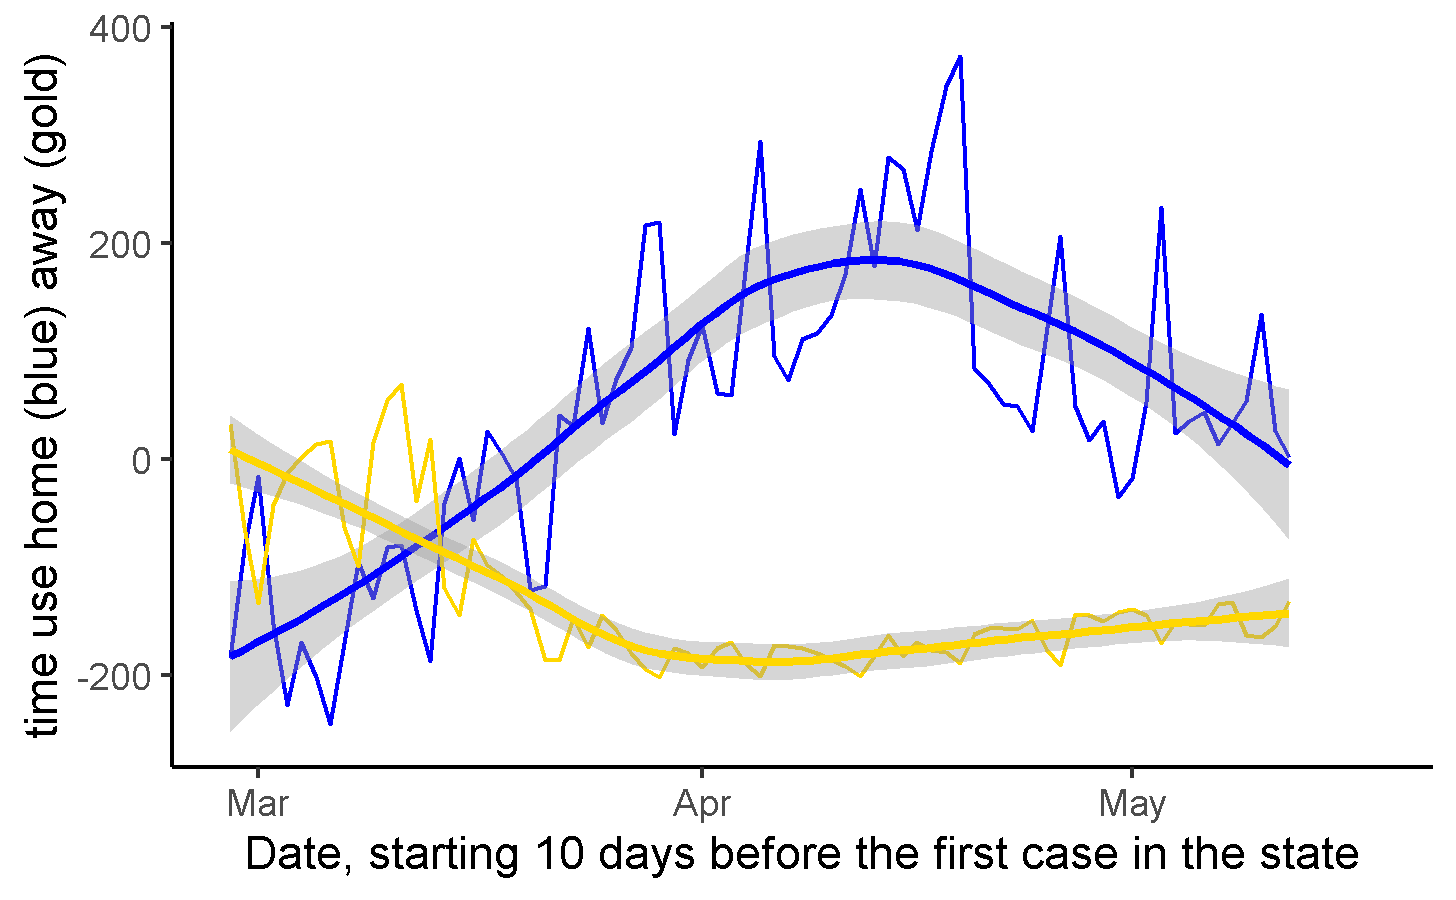 400
200
0
-200
time use home (blue) away (gold)
Mar Apr May
Date, starting 10 days before the first case in the state